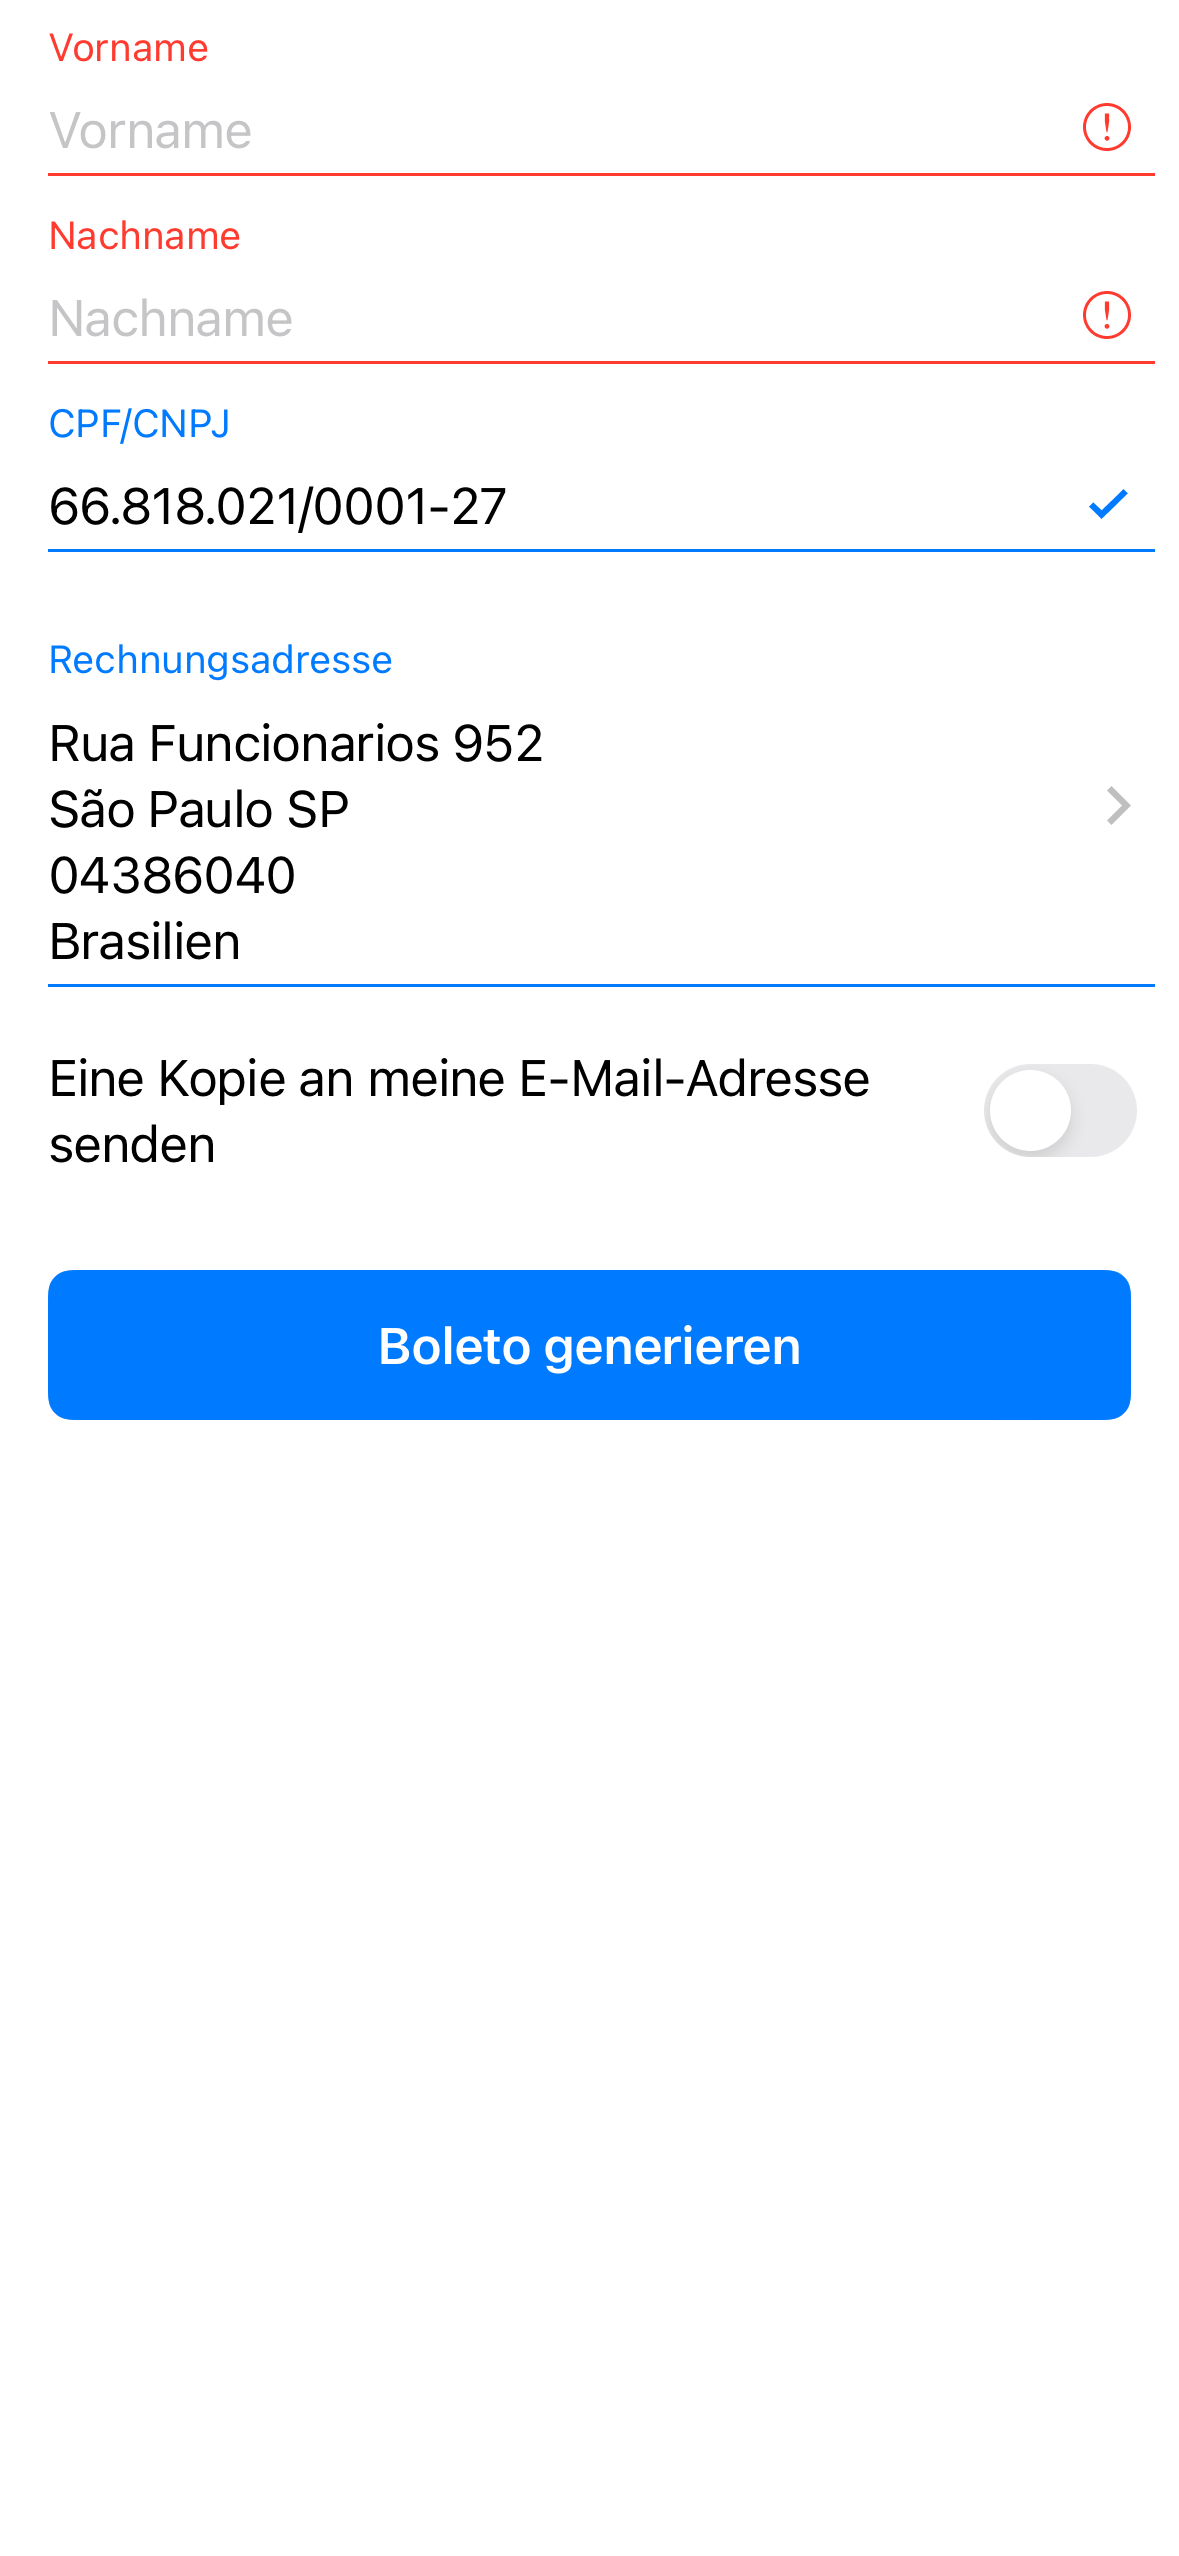 Vorname
Vorname
Nachname
Nachname
CPF/CNPJ
66.818.021/0001-27
Rechnungsadresse
Rua Funcionarios 952
São Paulo SP
04386040
Brasilien
Eine Kopie an meine E-Mail-Adresse
senden
Boleto generieren